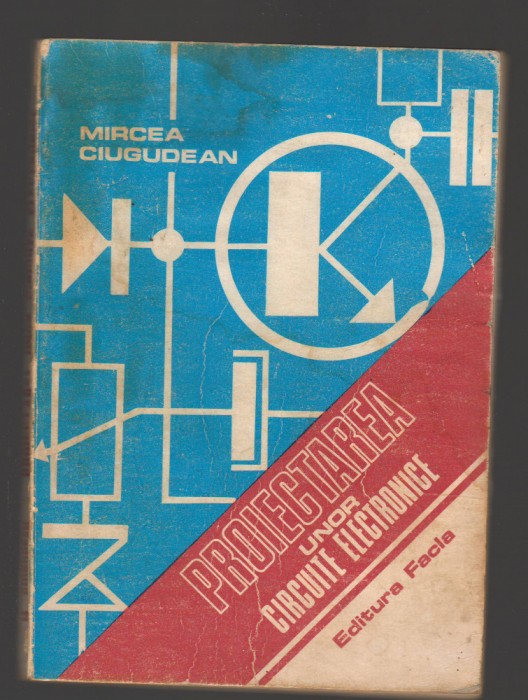 MIRCEA
CIUGUDEAN
PROIECTAREA
UNOR
CIRCUITE ELECTRONICE
Editura Facla